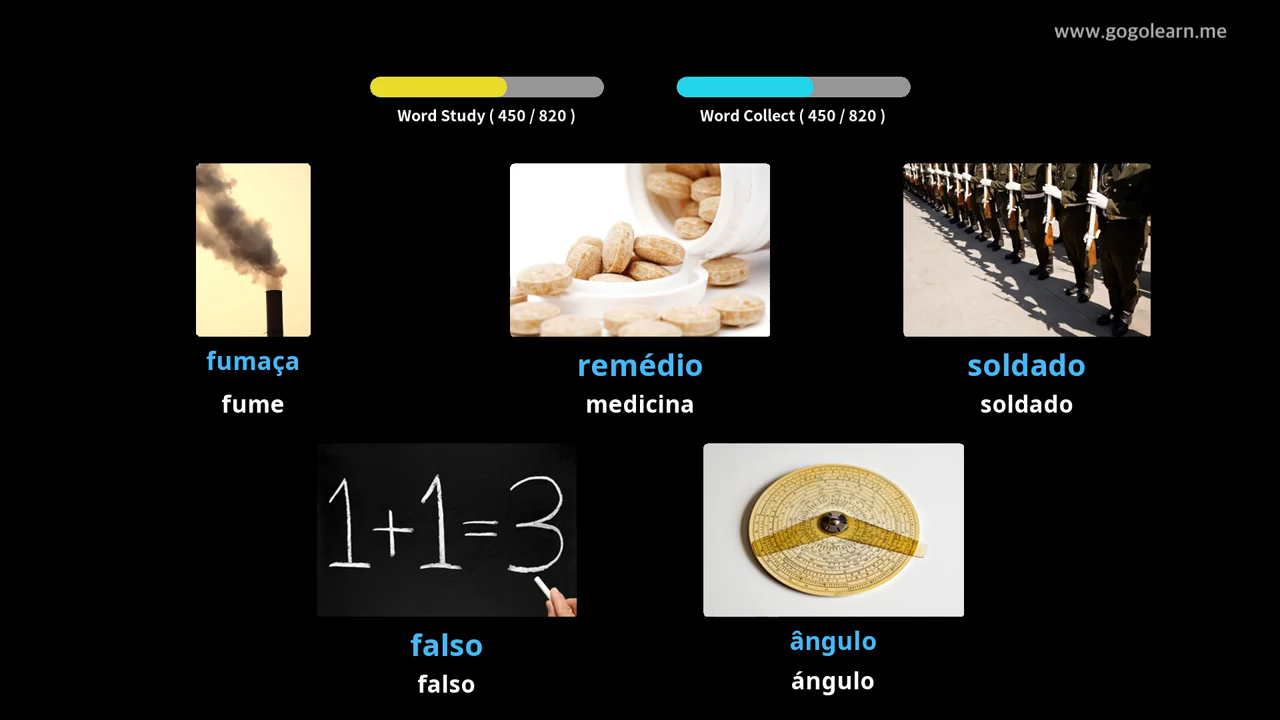 www.gogolearn.me
Word Study ( 450 / 820 )
Word Collect ( 450 / 820 )
fumaça
fume
remédio
medicina
soldado
soldado
1+1=3
falso
falso
ângulo
ángulo